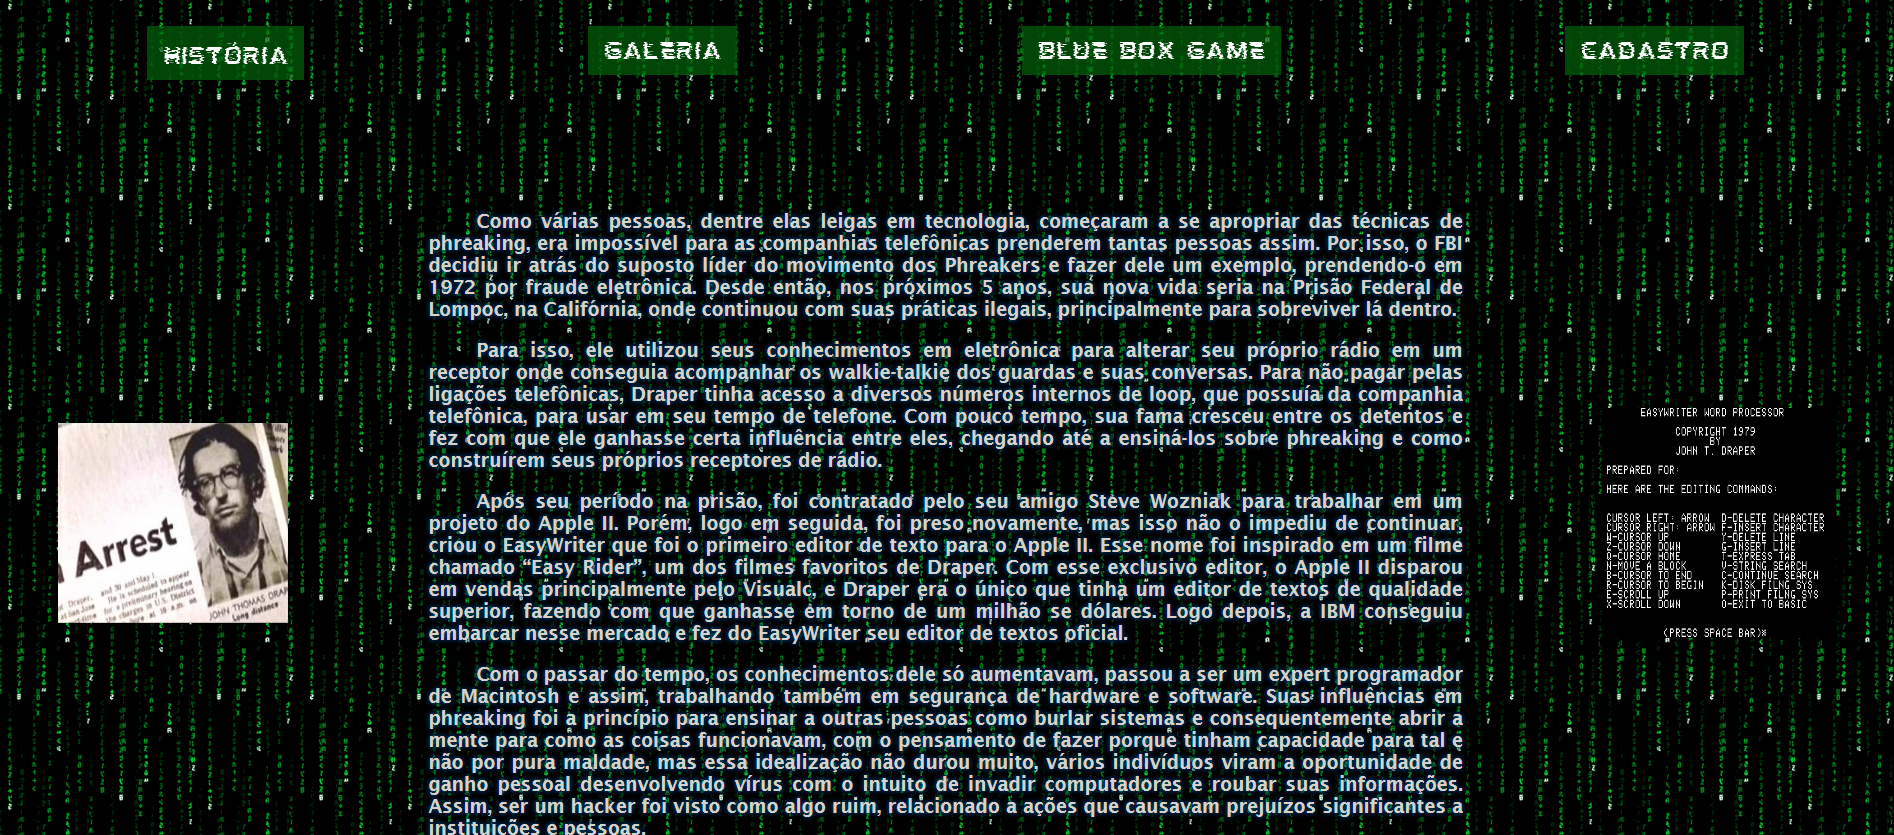 HISTÓRIA
GALERIA
BLUE BOX GAME
CADASTRO
Como várias pessoas, dentre elas leigas em tecnologia, começaram a se apropriar das técnicas de
phreaking, era impossível para as companhias telefônicas prenderem tantas pessoas assim. Por isso, o FBI
decidiu ir atrás do suposto líder do movimento dos Phreakers e fazer dele um exemplo, prendendo-o em
1972 por fraude eletrônica. Desde então, nos próximos 5 anos, sua nova vida seria na Prisão Federal de
Lompoc, na Califórnia, onde continuou com suas práticas ilegais, principalmente para sobreviver lá dentro.
Para isso, ele utilizou seus conhecimentos em eletrônica para alterar seu próprio rádio em um
receptor onde conseguia acompanhar os walkie-talkie dos guardas e suas conversas. Para não pagar pelas
ligações telefônicas, Draper tinha acesso a diversos números internos de loop, que possuía da companhia
telefônica, para usar em seu tempo de telefone. Com pouco tempo, sua fama cresceu entre os detentos e
fez com que ele ganhasse certa influência entre eles, chegando até a ensiná-los sobre phreaking e como
construírem seus próprios receptores de rádio.
Após seu período na prisão, foi contratado pelo seu amigo Steve Wozniak para trabalhar em um
projeto do Apple II. Porém, logo em seguida, foi preso novamente, mas isso não o impediu de continuar,
criou o EasyWriter que foi o primeiro editor de texto para o Apple II. Esse nome foi inspirado em um filme
chamado “Easy Rider”, um dos filmes favoritos de Draper. Com esse exclusivo editor, o Apple II disparou
em vendas principalmente pelo Visualc, e Draper era o único que tinha um editor de textos de qualidade
superior, fazendo com que ganhasse em torno de um milhão se dólares. Logo depois, a IBM conseguiu
embarcar nesse mercado e fez do EasyWriter seu editor de textos oficial.
Com o passar do tempo, os conhecimentos dele só aumentavam, passou a ser um expert programador
de Macintosh e assim, trabalhando também em segurança de hardware e software. Suas influências em
phreaking foi a princípio para ensinar a outras pessoas como burlar sistemas e consequentemente abrir a
mente para como as coisas funcionavam, com o pensamento de fazer porque tinham capacidade para tal e
não por pura maldade, mas essa idealização não durou muito, vários indivíduos viram a oportunidade de
ganho pessoal desenvolvendo vírus com o intuito de invadir computadores e roubar suas informações.
Assim, ser um hacker foi visto como algo ruim, relacionado a ações que causavam prejuízos significantes a
instituições e pessoas.
Arrest
Draper,
San Jose
and 30 and May 1.
He is scheduled to appear
for a preliminary hearing on
in U.S. District
at 10 a.m. on
JOHN THOMAS DRAP
Long distance
EASYWRITER WORD PROCESSOR
COPYRIGHT 1979
BY
JOHN T. DRAPER
PREPARED FOR:
HERE ARE THE EDITING COMMANDS:
CURSOR LEFT: ARROW D-DELETE CHARACTER
CURSOR RIGHT: ARROW F-INSERT CHARACTER
W-CURSOR UP Y-DELETE LINE
Z-CURSOR DOWN G-INSERT LINE
Q-CURSOR HOME T-EXPRESS TAB
N-MOVE A BLOCK V-STRING SEARCH
B-CURSOR TO END C-CONTINUE SEARCH
R-CURSOR TO BEGIN K-DISK FILNG SYS
E-SCROLL UP P-PRINT FILNG SYS
X-SCROLL DOWN O-EXIT TO BASIC
(PRESS SPACE BAR)*